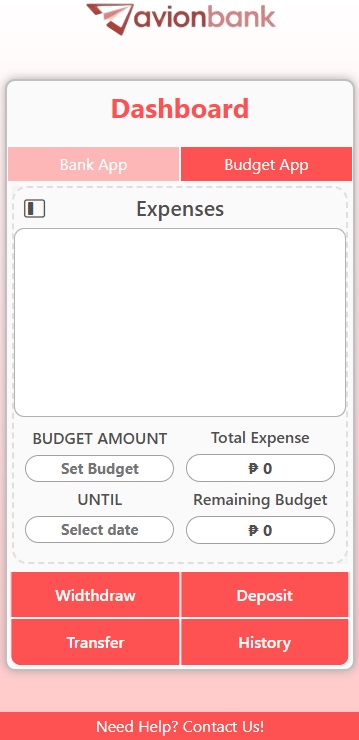 avionbank
Dashboard
Bank App Budget App
Expenses
BUDGET AMOUNT Total Expense
Set Budget ₱ 0
UNTIL Remaining Budget
Select date ₱ 0
Widthdraw Deposit
Transfer History
Need Help? Contact Us!